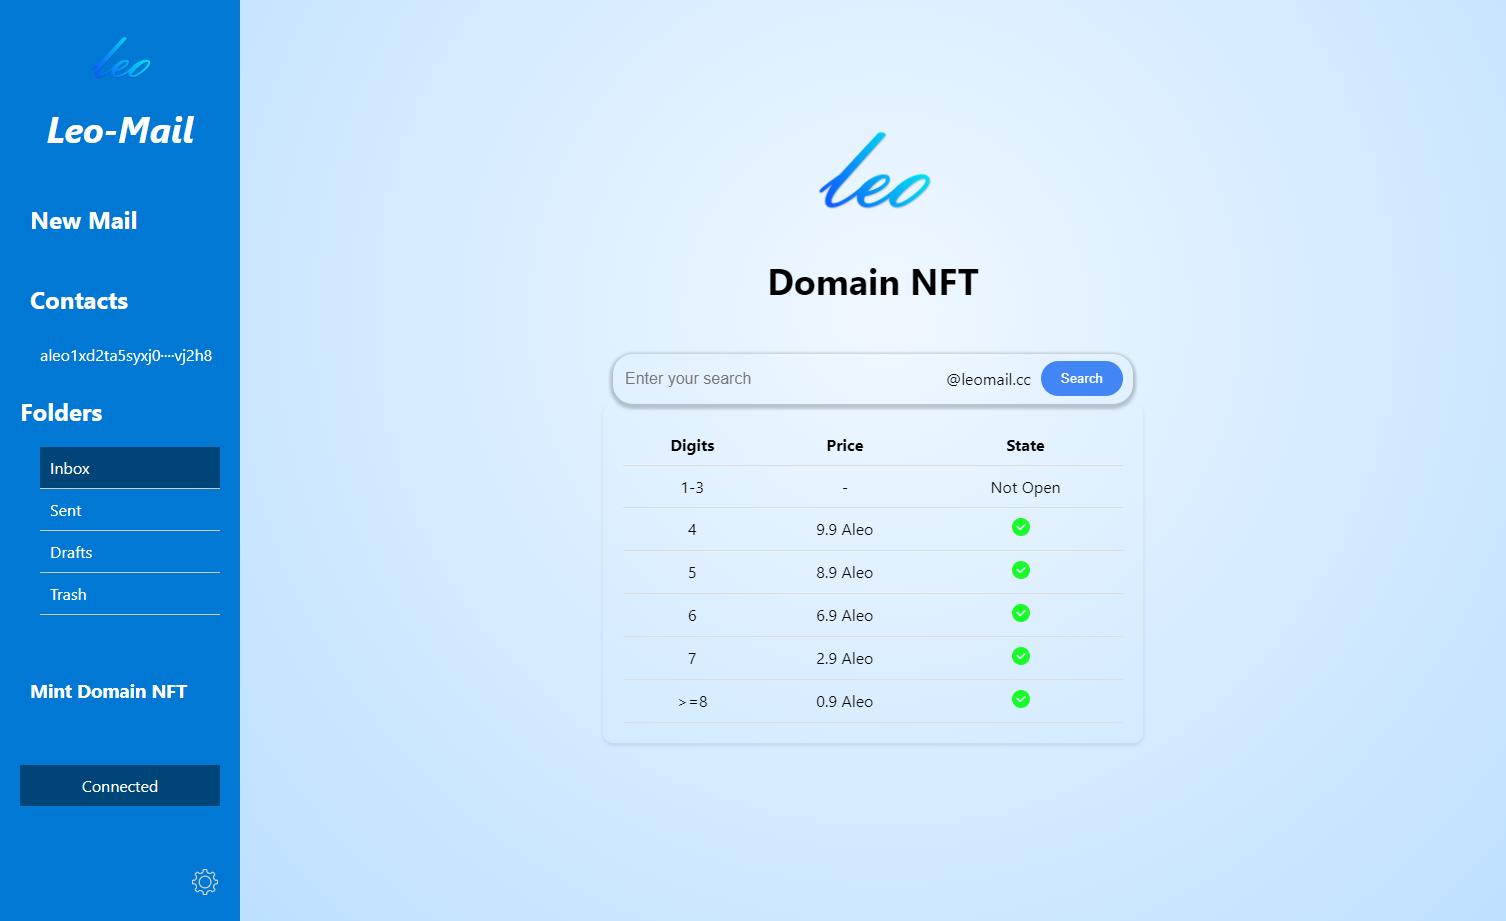 leo
Leo-Mail
New Mail
Contacts
aleo1xd2ta5syxj0····vj2h8
Folders
Inbox
Sent
Drafts
Trash
Mint Domain NFT
Connected
leo
Domain NFT
Enter your search @leomail.cc Search
Digits Price State
1-3 - Not Open
4 9.9 Aleo
5 8.9 Aleo
6 6.9 Aleo
7 2.9 Aleo
>=8 0.9 Aleo